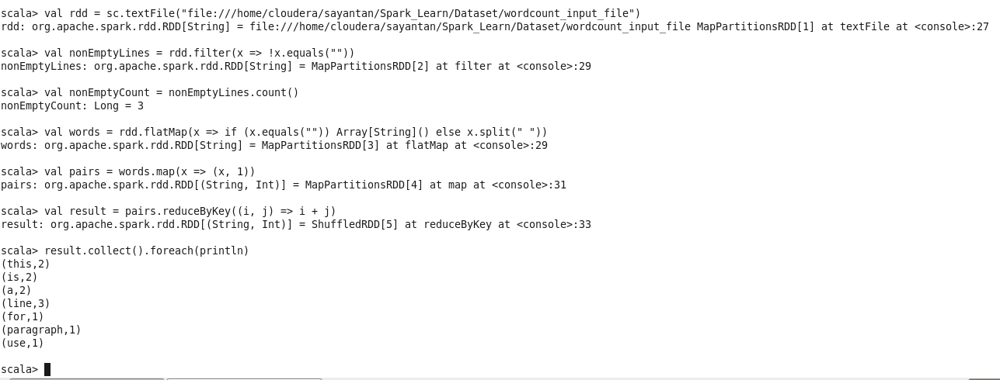 scala> val rdd = sc.textFile("file:///home/cloudera/sayantan/Spark_Learn/Dataset/wordcount_input_file")
rdd: org.apache.spark.rdd.RDD[String] = file:///home/cloudera/sayantan/Spark_Learn/Dataset/wordcount_input_file MapPartitionsRDD[1] at textFile at <console>:27
scala> val nonEmptyLines = rdd.filter(x => !x.equals(""))
nonEmptyLines: org.apache.spark.rdd.RDD[String] = MapPartitionsRDD[2] at filter at <console>:29
scala> val nonEmptyCount = nonEmptyLines.count()
nonEmptyCount: Long = 3
scala> val words = rdd.flatMap(x => if (x.equals("")) Array[String]() else x.split(" "))
words: org.apache.spark.rdd.RDD[String] = MapPartitionsRDD[3] at flatMap at <console>:29
scala> val pairs = words.map(x => (x, 1))
pairs: org.apache.spark.rdd.RDD[(String, Int)] = MapPartitionsRDD[4] at map at <console>:31
scala> val result = pairs.reduceByKey((i, j) => i + j)
result: org.apache.spark.rdd.RDD[(String, Int)] = ShuffledRDD[5] at reduceByKey at <console>:33
scala> result.collect().foreach(println)
(this,2)
(is,2)
(a,2)
(line,3)
(for,1)
(paragraph,1)
(use,1)
scala>